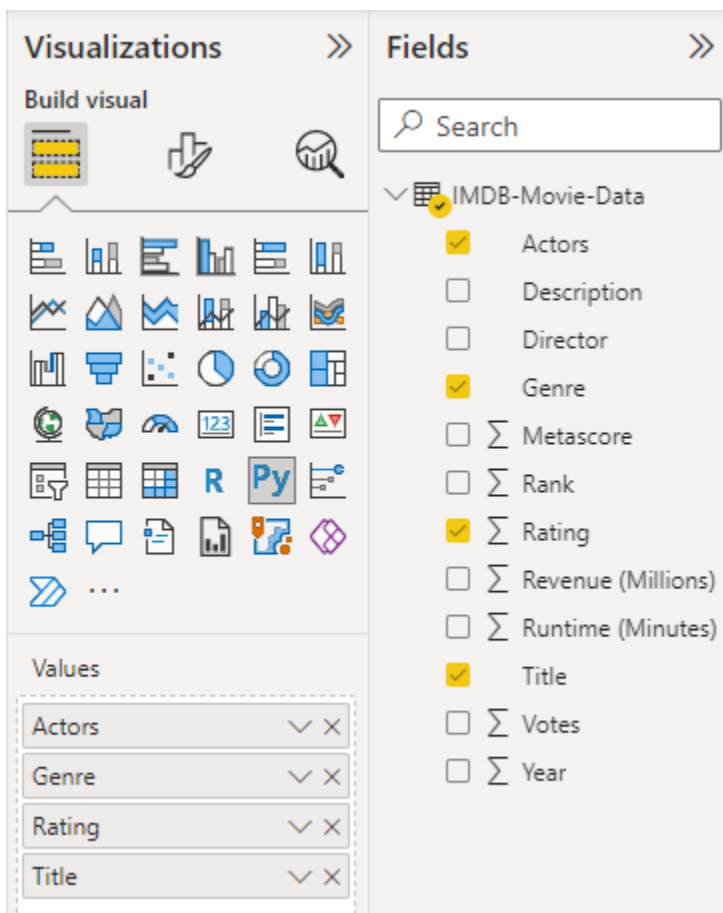 Visualizations
Build visual
123
R
Py
Values
Actors
Genre
Rating
Title
Fields
Search
IMDB-Movie-Data
Actors
Description
Director
Genre
Σ Metascore
Σ Rank
Σ Rating
Σ Revenue (Millions)
Σ Runtime (Minutes)
Title
Σ Votes
Σ Year